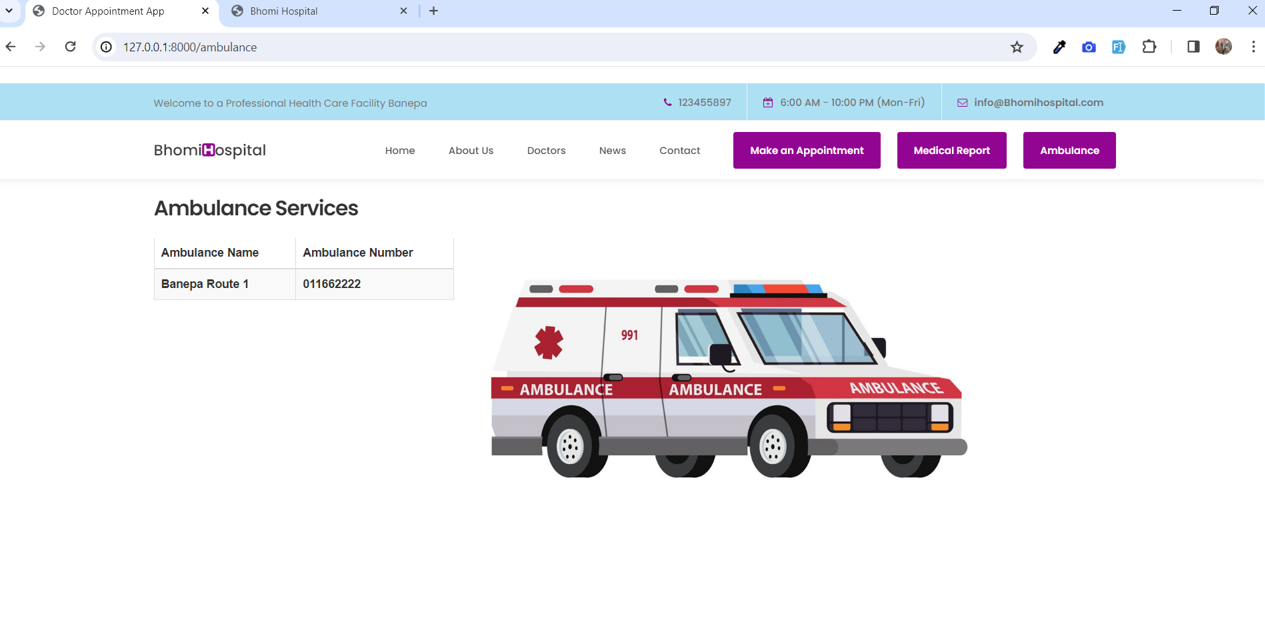 Doctor Appointment App
Bhomi Hospital
127.0.0.1:8000/ambulance
Welcome to a Professional Health Care Facility Banepa
123455897
6:00 AM - 10:00 PM (Mon-Fri)
info@Bhomihospital.com
BhomiHospital
Home
About Us
Doctors
News
Contact
Make an Appointment
Medical Report
Ambulance
Ambulance Services
Ambulance Name Ambulance Number
Banepa Route 1 011662222
991
AMBULANCE
AMBULANCE
AMBULANCE